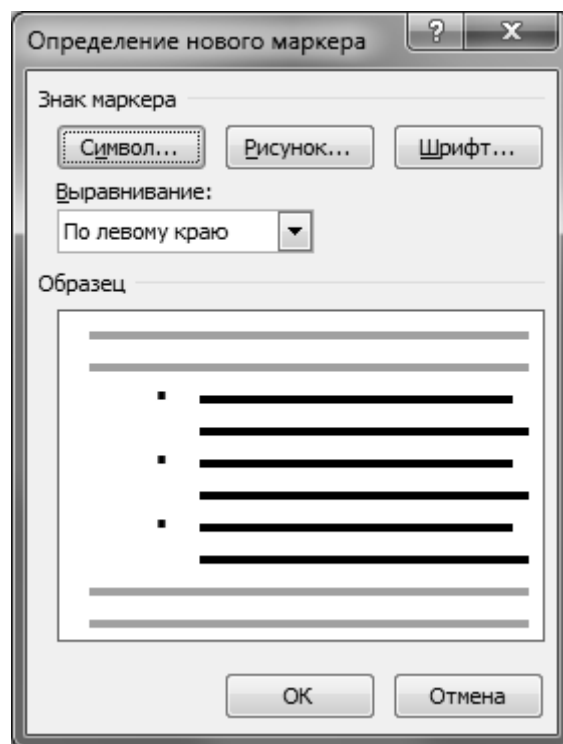 Определение нового маркера ? X
Знак маркера
Символ... Рисунок... Шрифт...
Выравнивание:
По левому краю
Образец
ОК Отмена